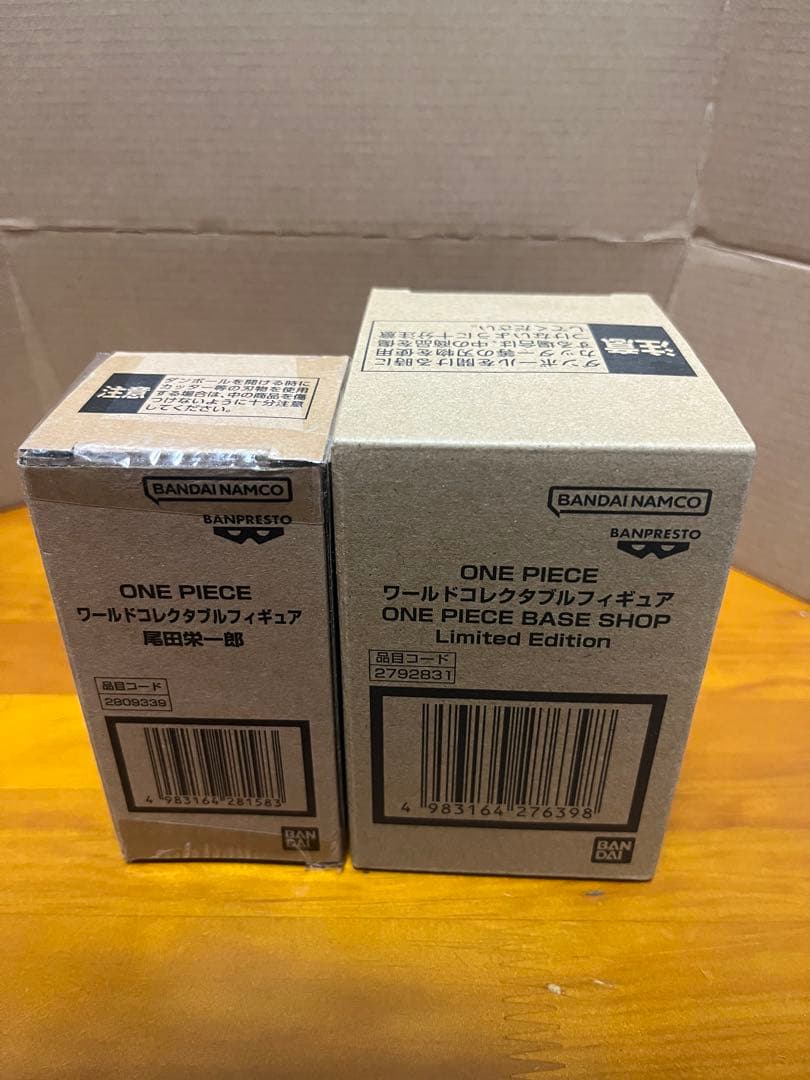 注意
ダンボールを開ける時に
カッター等の刃物を使用
する場合は、中の商品を傷
つけないように十分注意
してください。
BANDAI NAMCO
BANPRESTO
ONE PIECE
ワールドコレクタブルフィギュア
尾田栄一郎
品目コード
2809339
4 983164 281583
BAN
DAI
注意
ダンボールを開ける時に
カッター等の刃物を使用
する場合は、中の商品を傷
つけないように十分注意
してください。
BANDAI NAMCO
BANPRESTO
ONE PIECE
ワールドコレクタブルフィギュア
ONE PIECE BASE SHOP
Limited Edition
品目コード
2792831
4 983164 276398
BAN
DAI